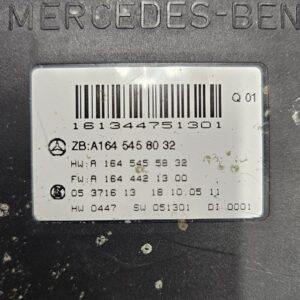 MERCEDES-BEN
Q 01
161344751301
ZB:A164 545 80 32
HW:A 164 545 58 32
FW:A 164 442 13 00
05 3716 13 18.10.05 11
HW 0447 SW 051301 DI 0001